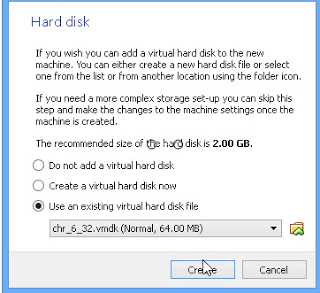 Hard disk
If you wish you can add a virtual hard disk to the new
machine. You can either create a new hard disk file or select
one from the list or from another location using the folder icon.
If you need a more complex storage set-up you can skip this
step and make the changes to the machine settings once the
machine is created.
The recommended size of the hard disk is 2.00 GB.
Do not add a virtual hard disk
Create a virtual hard disk now
Use an existing virtual hard disk file
chr_6_32.vmdk (Normal, 64.00 MB)
Create
Cancel